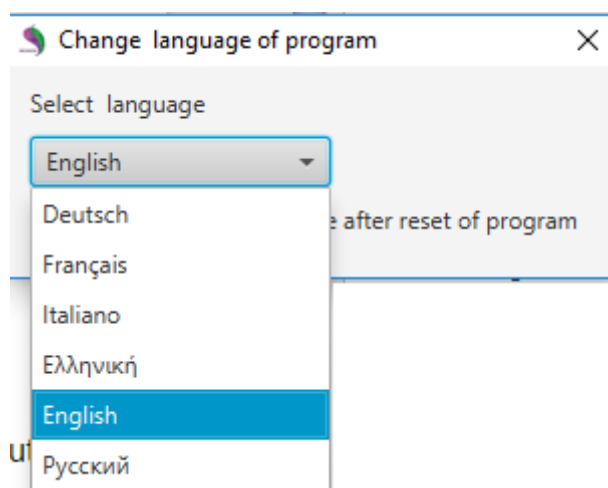 Change language of program
Select language
English
Deutsch
after reset of program
Français
Italiano
Ελληνική
English
Русский